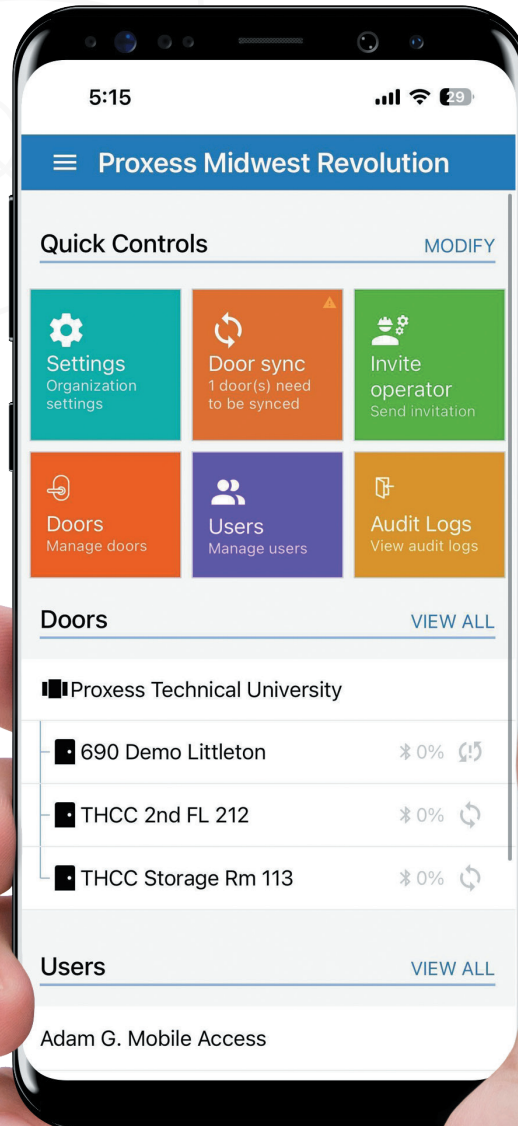 5:15
29
Proxess Midwest Revolution
Quick Controls
MODIFY
Settings
Organization
settings
Door sync
1 door(s) need
to be synced
Invite
operator
Send invitation
Doors
Manage doors
Users
Manage users
Audit Logs
View audit logs
Doors
VIEW ALL
Proxess Technical University
690 Demo Littleton
0%
THCC 2nd FL 212
0%
THCC Storage Rm 113
0%
Users
VIEW ALL
Adam G. Mobile Access